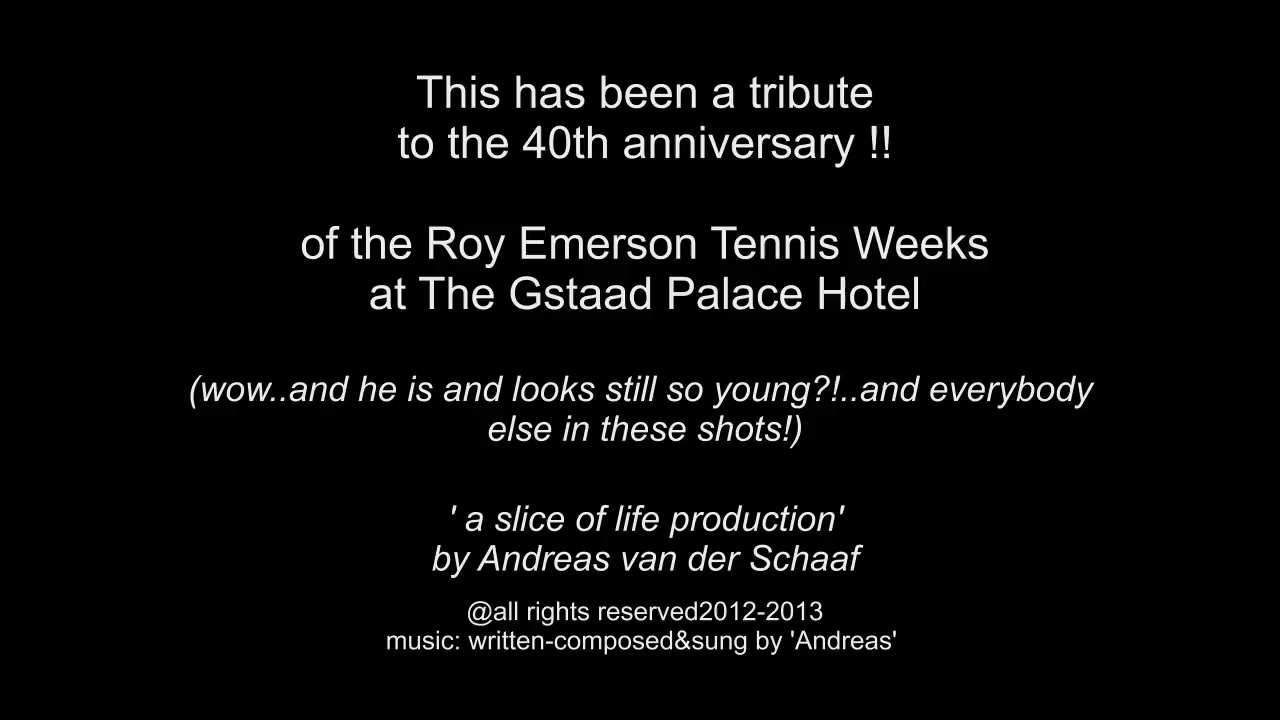 This has been a tribute
to the 40th anniversary !!
of the Roy Emerson Tennis Weeks
at The Gstaad Palace Hotel
(wow..and he is and looks still so young?!..and everybody
else in these shots!)
' a slice of life production'
by Andreas van der Schaaf
@all rights reserved2012-2013
music: written-composed&sung by 'Andreas'